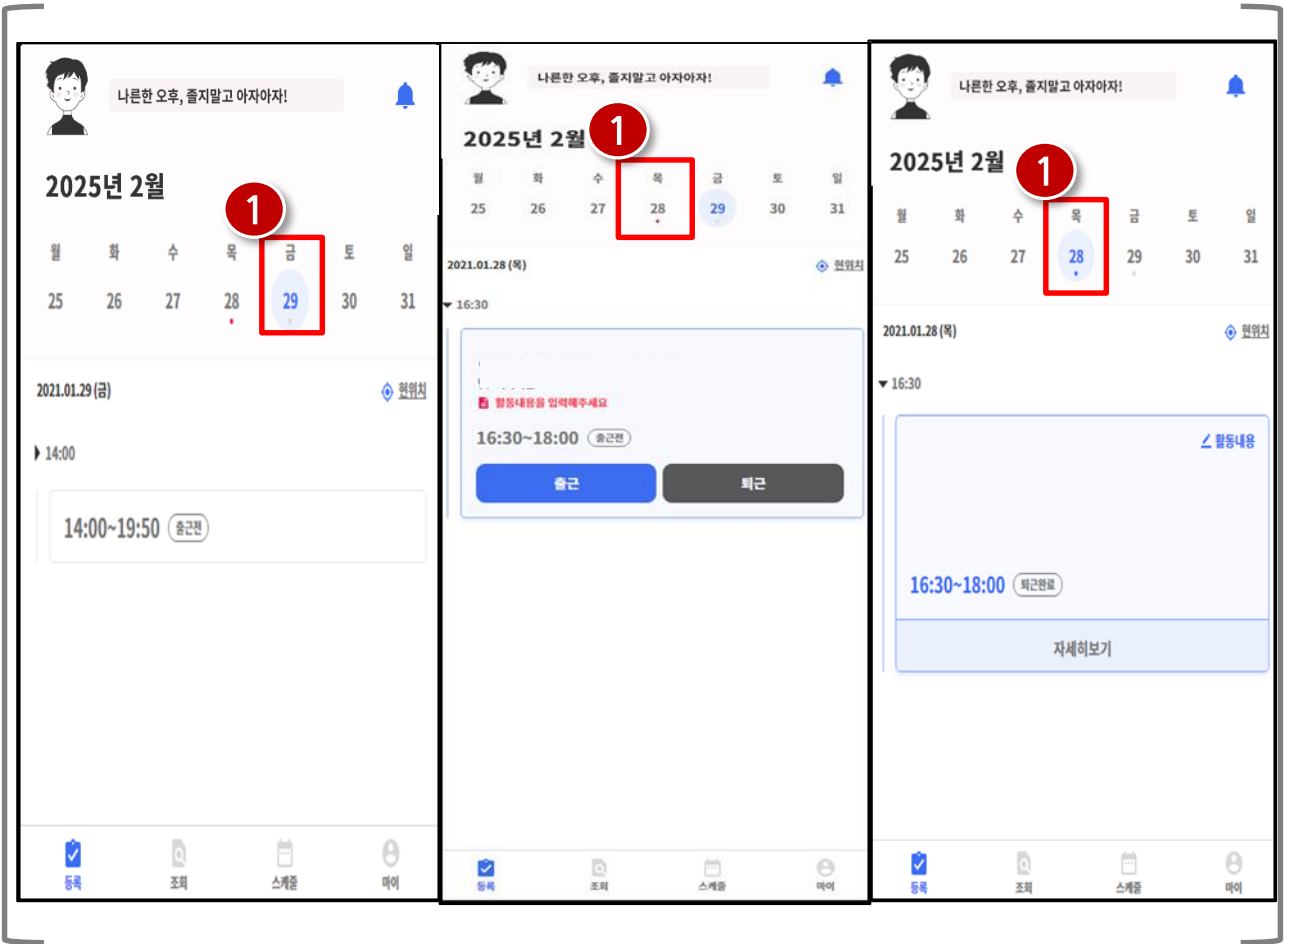 나른한 오후, 졸지말고 아자아자!
2025년 2월
1
월 화 수 목 금 토 일
25 26 27 28 29 30 31
2021.01.29 (금)
현위치
14:00
14:00~19:50 출근전
등록 조회 스케줄 마이
나른한 오후, 졸지말고 아자아자!
2025년 2월
1
월 화 수 목 금 토 일
25 26 27 28 29 30 31
2021.01.28 (목)
현위치
16:30
활동내용을 입력해주세요
16:30~18:00 출근전
출근 퇴근
등록 조회 스케줄 마이
나른한 오후, 졸지말고 아자아자!
2025년 2월
1
월 화 수 목 금 토 일
25 26 27 28 29 30 31
2021.01.28 (목)
현위치
16:30
활동내용
16:30~18:00 퇴근완료
자세히보기
등록 조회 스케줄 마이